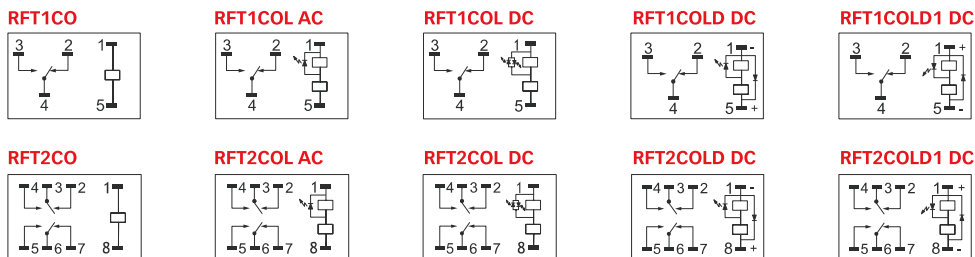 RFT1CO RFT1COL AC RFT1COL DC RFT1COLD DC RFT1COLD1 DC
3 2 1 3 2 1 3 2 1 3 2 1 - 3 2 1 +
4 5 4 5 4 5 4 5 + 4 5 -
RFT2CO RFT2COL AC RFT2COL DC RFT2COLD DC RFT2COLD1 DC
4 3 2 1 4 3 2 1 4 3 2 1 4 3 2 1 - 4 3 2 1 +
5 6 7 8 5 6 7 8 5 6 7 8 5 6 7 8 + 5 6 7 8 -